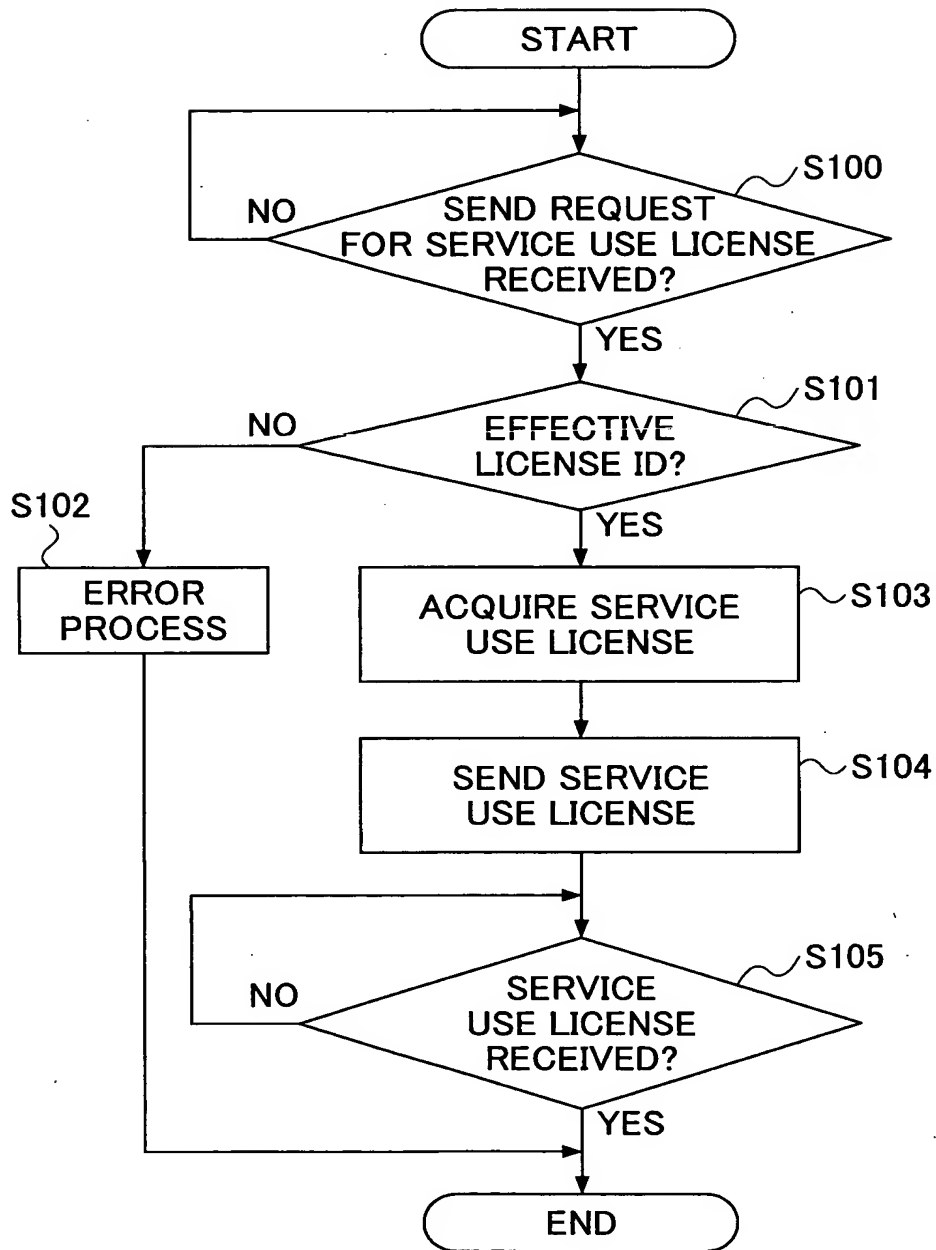 START
S100
NO
SEND REQUEST
FOR SERVICE USE LICENSE
RECEIVED?
YES
S101
NO
EFFECTIVE
LICENSE ID?
YES
S102
ERROR
PROCESS
S103
ACQUIRE SERVICE
USE LICENSE
S104
SEND SERVICE
USE LICENSE
S105
NO
SERVICE
USE LICENSE
RECEIVED?
YES
END